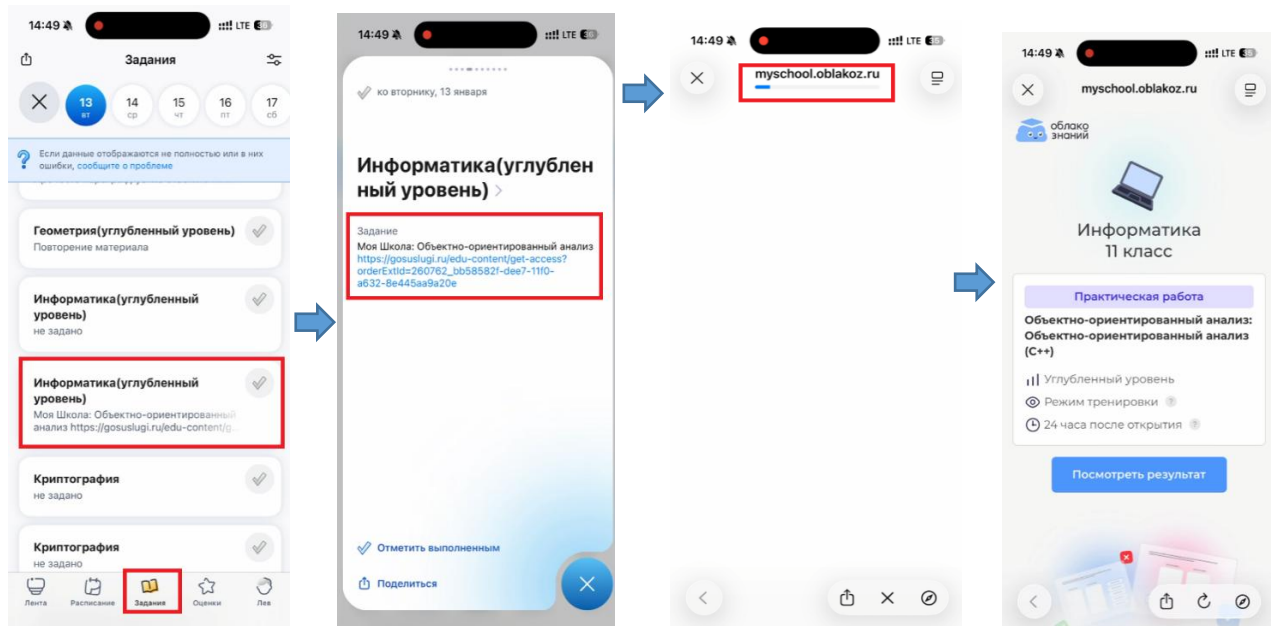 14:49
LTE 35
Задания
13
вт
14
ср
15
чт
16
пт
17
сб
Если данные отображаются не полностью или в них
ошибки, сообщите о проблеме
Геометрия(углубленный уровень)
Повторение материала
Информатика(углубленный
уровень)
не задано
Информатика(углубленный
уровень)
Моя Школа: Объектно-ориентированный
анализ https://gosuslugi.ru/edu-content/g...
Криптография
не задано
Криптография
не задано
Лента
Расписание
Задания
Оценки
Лев
14:49
LTE 35
ко вторнику, 13 января
Информатика(углублен
ный уровень) >
Задание
Моя Школа: Объектно-ориентированный анализ
https://gosuslugi.ru/edu-content/get-access?
orderExtId=260762_bb58582f-dee7-11f0-
a632-8e445aa9a20e
Отметить выполненным
Поделиться
14:49
LTE 35
myschool.oblakoz.ru
14:49
LTE 35
myschool.oblakoz.ru
облако
знаний
Информатика
11 класс
Практическая работа
Объектно-ориентированный анализ:
Объектно-ориентированный анализ
(C++)
Углубленный уровень
Режим тренировки ?
24 часа после открытия ?
Посмотреть результат